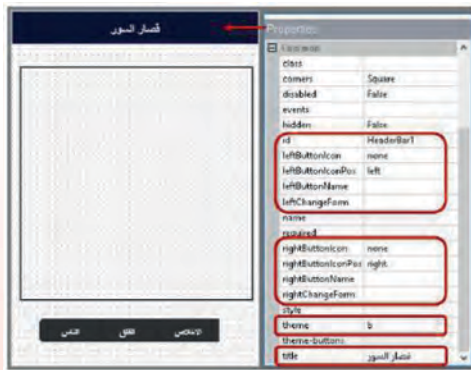 قصار السور
الاخلاص
الفلق
الناس
Properties
class
corners Square
disabled False
events
hidden False
id HeaderBar1
leftButtonIcon none
leftButtonIconPos left
leftButtonName
leftChangeForm
name
required
rightButtonIcon none
rightButtonIconPos right
rightButtonName
rightChangeForm
style
theme b
theme-buttons
title قصار السور